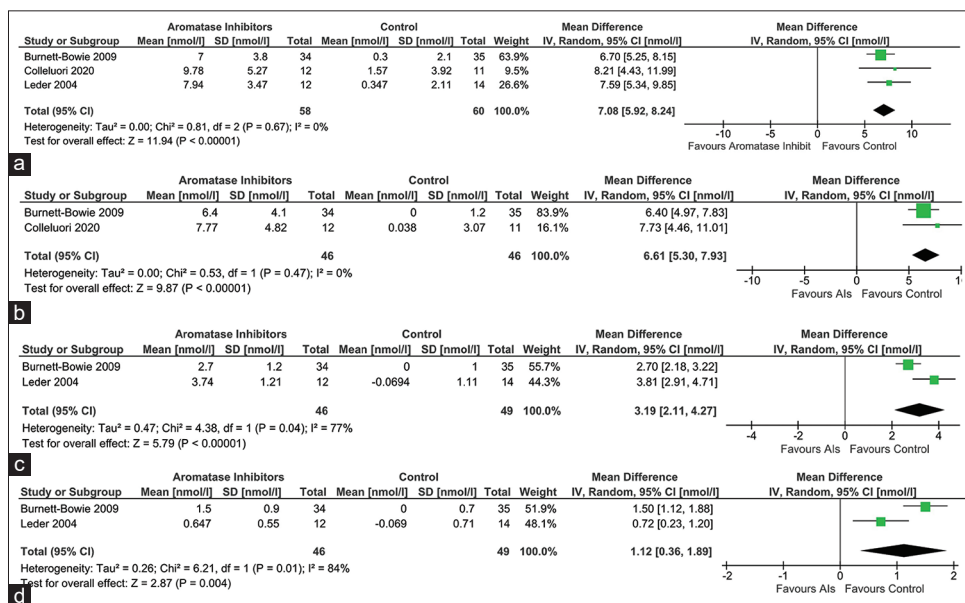 Aromatase Inhibitors Control Mean Difference Mean Difference
Study or Subgroup Mean [nmol/l] SD [nmol/l] Total Mean [nmol/l] SD [nmol/l] Total Weight IV, Random, 95% CI IV, Random, 95% CI
Burnett-Bowie 2009 7 3.8 34 0.3 2.1 35 63.9% 6.70 [5.25, 8.15]
Colleluori 2020 9.78 5.27 12 1.57 3.92 11 9.5% 8.21 [4.43, 11.99]
Leder 2004 7.94 3.47 12 0.347 2.11 14 26.6% 7.59 [5.34, 9.85]
Total (95% CI) 58 60 100.0% 7.08 [5.92, 8.24]
Heterogeneity: Tau² = 0.00; Chi² = 0.81, df = 2 (P = 0.67); I² = 0%
Test for overall effect: Z = 11.94 (P < 0.00001)
-10 -5 0 5 10
Favours Aromatase Inhibit Favours Control
a
Aromatase Inhibitors Control Mean Difference Mean Difference
Study or Subgroup Mean [nmol/l] SD [nmol/l] Total Mean [nmol/l] SD [nmol/l] Total Weight IV, Random, 95% CI IV, Random, 95% CI
Burnett-Bowie 2009 6.4 4.1 34 0 1.2 35 83.9% 6.40 [4.97, 7.83]
Colleluori 2020 7.77 4.82 12 0.038 3.07 11 16.1% 7.73 [4.46, 11.01]
Total (95% CI) 46 46 100.0% 6.61 [5.30, 7.93]
Heterogeneity: Tau² = 0.00; Chi² = 0.53, df = 1 (P = 0.47); I² = 0%
Test for overall effect: Z = 9.87 (P < 0.00001)
-10 -5 0 5 10
Favours AIs Favours Control
b
Aromatase Inhibitors Control Mean Difference Mean Difference
Study or Subgroup Mean [nmol/l] SD [nmol/l] Total Mean [nmol/l] SD [nmol/l] Total Weight IV, Random, 95% CI IV, Random, 95% CI
Burnett-Bowie 2009 2.7 1.2 34 0 1 35 55.7% 2.70 [2.18, 3.22]
Leder 2004 3.74 1.21 12 -0.0694 1.11 14 44.3% 3.81 [2.91, 4.71]
Total (95% CI) 46 49 100.0% 3.19 [2.11, 4.27]
Heterogeneity: Tau² = 0.47; Chi² = 4.38, df = 1 (P = 0.04); I² = 77%
Test for overall effect: Z = 5.79 (P < 0.00001)
-4 -2 0 2 4
Favours AIs Favours Control
c
Aromatase Inhibitors Control Mean Difference Mean Difference
Study or Subgroup Mean [nmol/l] SD [nmol/l] Total Mean [nmol/l] SD [nmol/l] Total Weight IV, Random, 95% CI IV, Random, 95% CI
Burnett-Bowie 2009 1.5 0.9 34 0 0.7 35 51.9% 1.50 [1.12, 1.88]
Leder 2004 0.647 0.55 12 -0.069 0.71 14 48.1% 0.72 [0.23, 1.20]
Total (95% CI) 46 49 100.0% 1.12 [0.36, 1.89]
Heterogeneity: Tau² = 0.26; Chi² = 6.21, df = 1 (P = 0.01); I² = 84%
Test for overall effect: Z = 2.87 (P = 0.004)
-2 -1 0 1 2
Favours AIs Favours Control
d